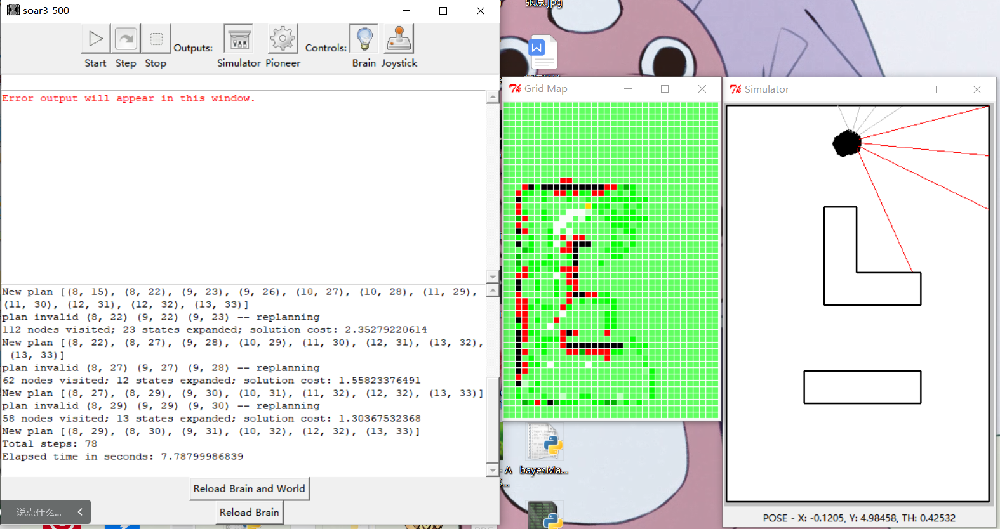 soar3-500
张原.jpg
Outputs:
Controls:
Start
Step
Stop
Simulator
Pioneer
Brain
Joystick
W
Grid Map
Simulator
Error output will appear in this window.
New plan [(8, 15), (8, 22), (9, 23), (9, 26), (10, 27), (10, 28), (11, 29),
(11, 30), (12, 31), (12, 32), (13, 33)]
plan invalid (8, 22) (9, 22) (9, 23) -- replanning
112 nodes visited; 23 states expanded; solution cost: 2.35279220614
New plan [(8, 22), (8, 27), (9, 28), (10, 29), (11, 30), (12, 31), (13, 32),
(13, 33)]
plan invalid (8, 27) (9, 27) (9, 28) -- replanning
62 nodes visited; 12 states expanded; solution cost: 1.55823376491
New plan [(8, 27), (8, 29), (9, 30), (10, 31), (11, 32), (12, 32), (13, 33)]
plan invalid (8, 29) (9, 29) (9, 30) -- replanning
58 nodes visited; 13 states expanded; solution cost: 1.30367532368
New plan [(8, 29), (8, 30), (9, 31), (10, 32), (12, 32), (13, 33)]
Total steps: 78
Elapsed time in seconds: 7.78799986839
- A
bayesMa...
Reload Brain and World
说点什么...
Reload Brain
POSE - X: -0.1205, Y: 4.98458, TH: 0.42532